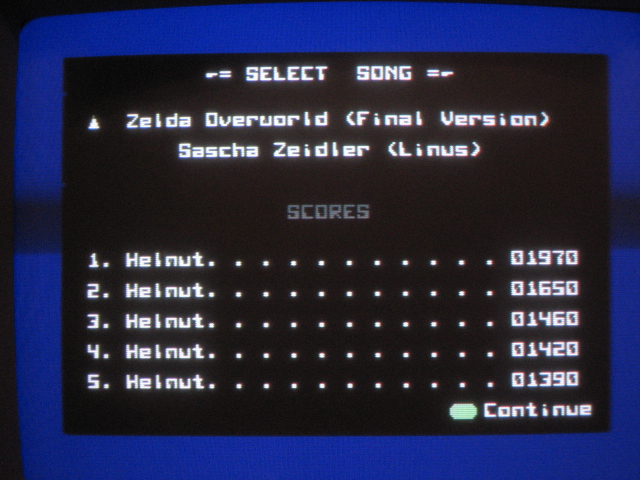 -= SELECT SONG =-
Zelda Overworld (Final Version)
Sascha Zeidler (Linus)
SCORES
1. Helmut. . . . . . . . . . . . 01970
2. Helmut. . . . . . . . . . . . 01650
3. Helmut. . . . . . . . . . . . 01460
4. Helmut. . . . . . . . . . . . 01420
5. Helmut. . . . . . . . . . . . 01390
Continue